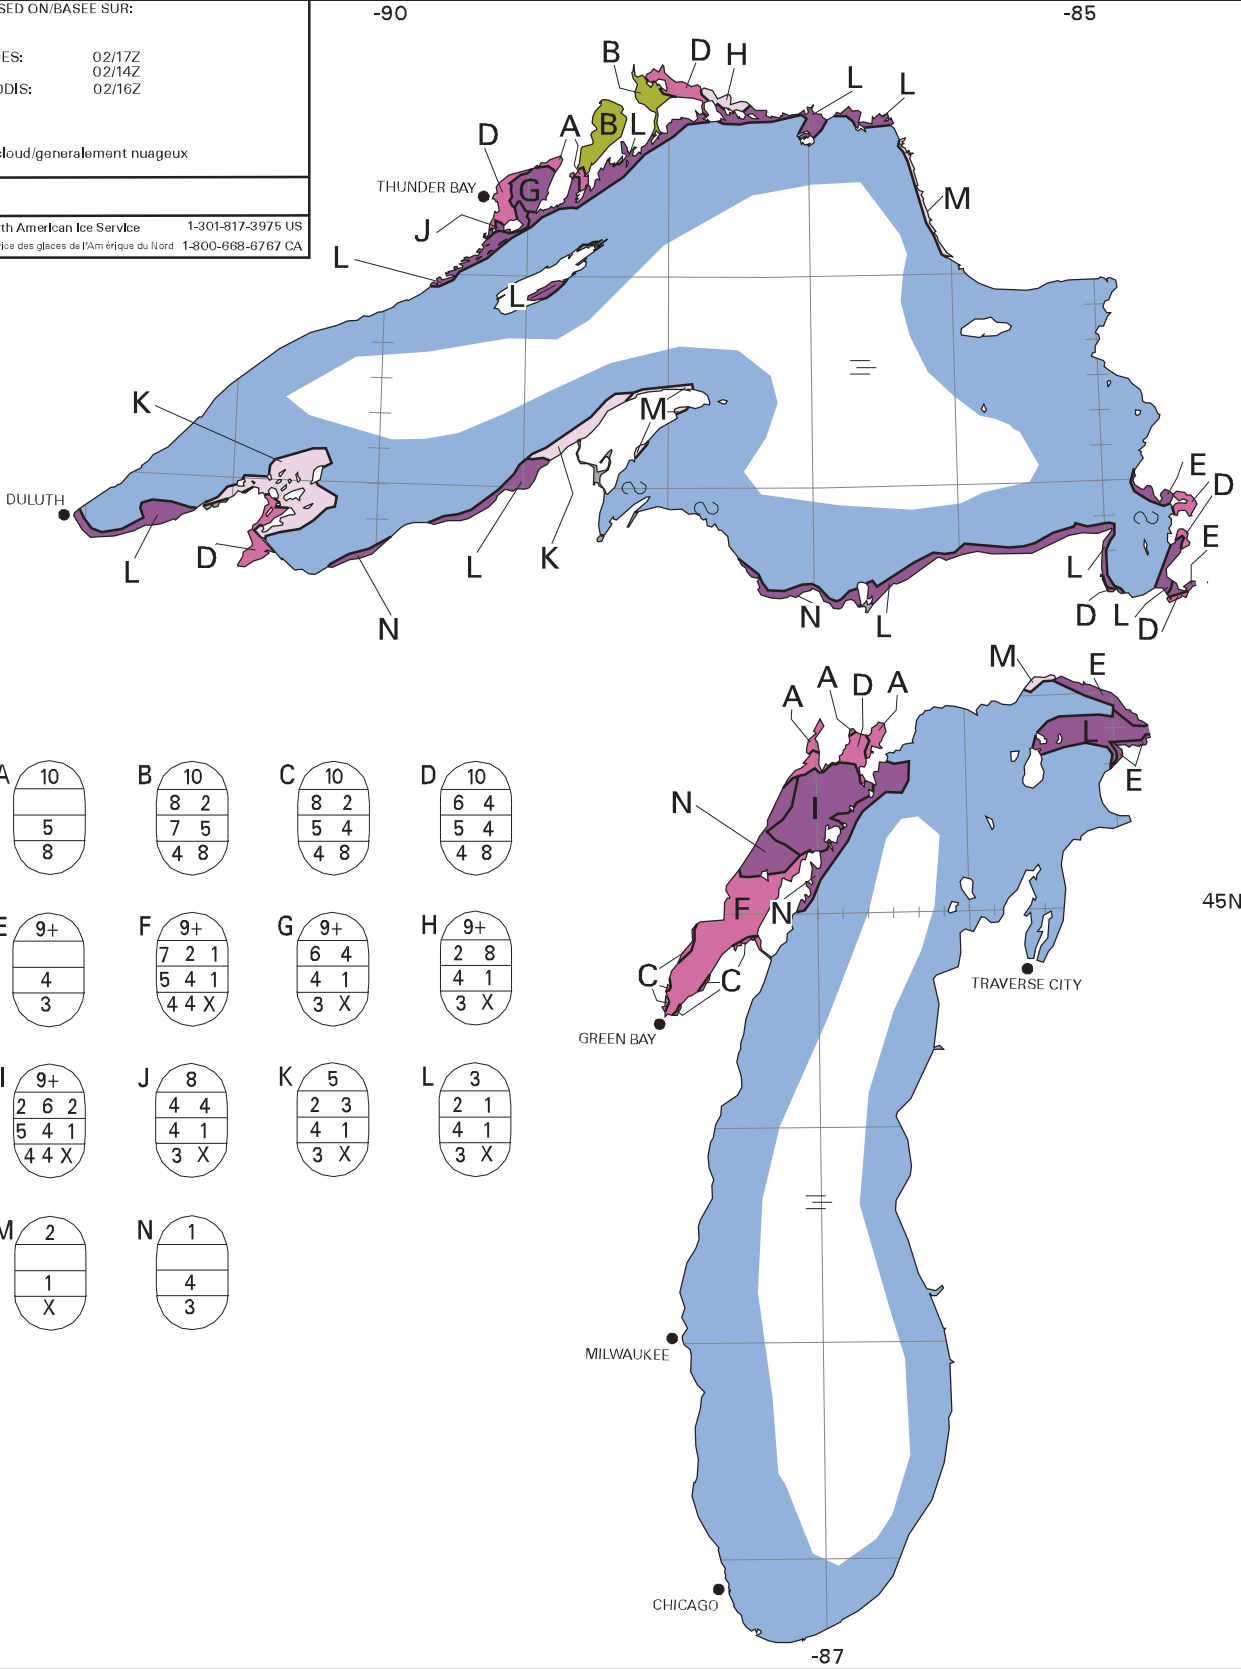 SED ON/BASEE SUR:
-90
-85
ES: 02/17Z
02/14Z
ODIS: 02/16Z
cloud/generalement nuageux
rth American Ice Service 1-301-817-3975 US
vice des glaces de l'Amérique du Nord 1-800-668-6767 CA
B D H
L L
D A B L
THUNDER BAY G
J M
L
L
K M
DULUTH
E
D
L D L K
E
L
N N L D L D
M E
A A D A
L
E
N I
F N
45N
C C
TRAVERSE CITY
GREEN BAY
A B C D
10 10 10 10
8 2 8 2 6 4
5 7 5 5 4 5 4
8 4 8 4 8 4 8
E F G H
9+ 9+ 9+ 9+
7 2 1 6 4 2 8
4 5 4 1 4 1 4 1
3 4 4 X 3 X 3 X
I J K L
9+ 8 5 3
2 6 2 4 4 2 3 2 1
5 4 1 4 1 4 1 4 1
4 4 X 3 X 3 X 3 X
M N
2 1
1 4
X 3
MILWAUKEE
CHICAGO
-87